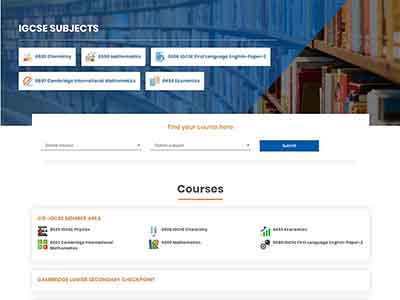 IGCSE SUBJECTS
0620 Chemistry
0580 Mathematics
0500 IGCSE First Language English-Paper-2
0607 Cambridge International Mathematics
0455 Economics
Find your course here
Select course
Select subject
Submit
Courses
CIE-IGCSE MEMBER AREA
0625 IGCSE Physics
0620 IGCSE Chemistry
0455 Economics
0607 Cambridge International
Mathematics
0580 Mathematics
0500 IGCSE First Language English-Paper-2
CAMBRIDGE LOWER SECONDARY CHECKPOINT